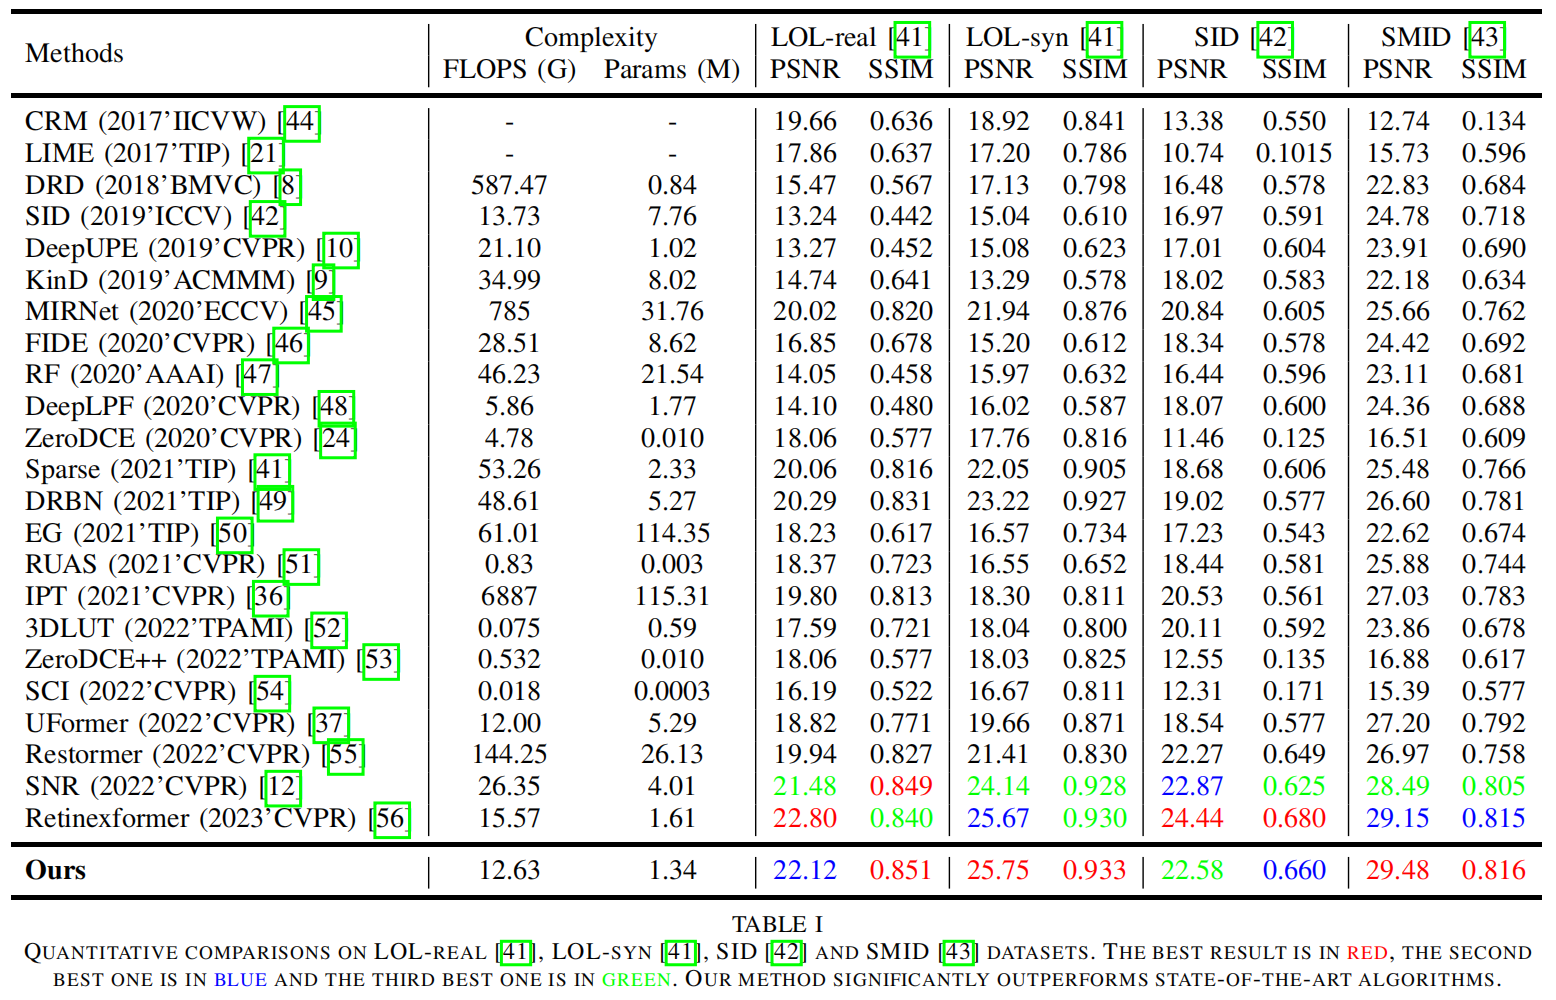 Methods Complexity LOL-real [41] LOL-syn [41] SID [42] SMID [43]
FLOPS (G) Params (M) PSNR SSIM PSNR SSIM PSNR SSIM PSNR SSIM
CRM (2017'IICVW) [44] - - 19.66 0.636 18.92 0.841 13.38 0.550 12.74 0.134
LIME (2017'TIP) [21] - - 17.86 0.637 17.20 0.786 10.74 0.1015 15.73 0.596
DRD (2018'BMVC) [8] 587.47 0.84 15.47 0.567 17.13 0.798 16.48 0.578 22.83 0.684
SID (2019'ICCV) [42] 13.73 7.76 13.24 0.442 15.04 0.610 16.97 0.591 24.78 0.718
DeepUPE (2019'CVPR) [10] 21.10 1.02 13.27 0.452 15.08 0.623 17.01 0.604 23.91 0.690
KinD (2019'ACMMM) [9] 34.99 8.02 14.74 0.641 13.29 0.578 18.02 0.583 22.18 0.634
MIRNet (2020'ECCV) [45] 785 31.76 20.02 0.820 21.94 0.876 20.84 0.605 25.66 0.762
FIDE (2020'CVPR) [46] 28.51 8.62 16.85 0.678 15.20 0.612 18.34 0.578 24.42 0.692
RF (2020'AAAI) [47] 46.23 21.54 14.05 0.458 15.97 0.632 16.44 0.596 23.11 0.681
DeepLPF (2020'CVPR) [48] 5.86 1.77 14.10 0.480 16.02 0.587 18.07 0.600 24.36 0.688
ZeroDCE (2020'CVPR) [24] 4.78 0.010 18.06 0.577 17.76 0.816 11.46 0.125 16.51 0.609
Sparse (2021'TIP) [41] 53.26 2.33 20.06 0.816 22.05 0.905 18.68 0.606 25.48 0.766
DRBN (2021'TIP) [49] 48.61 5.27 20.29 0.831 23.22 0.927 19.02 0.577 26.60 0.781
EG (2021'TIP) [50] 61.01 114.35 18.23 0.617 16.57 0.734 17.23 0.543 22.62 0.674
RUAS (2021'CVPR) [51] 0.83 0.003 18.37 0.723 16.55 0.652 18.44 0.581 25.88 0.744
IPT (2021'CVPR) [36] 6887 115.31 19.80 0.813 18.30 0.811 20.53 0.561 27.03 0.783
3DLUT (2022'TPAMI) [52] 0.075 0.59 17.59 0.721 18.04 0.800 20.11 0.592 23.86 0.678
ZeroDCE++ (2022'TPAMI) [53] 0.532 0.010 18.06 0.577 18.03 0.825 12.55 0.135 16.88 0.617
SCI (2022'CVPR) [54] 0.018 0.0003 16.19 0.522 16.67 0.811 12.31 0.171 15.39 0.577
UFormer (2022'CVPR) [37] 12.00 5.29 18.82 0.771 19.66 0.871 18.54 0.577 27.20 0.792
Restormer (2022'CVPR) [55] 144.25 26.13 19.94 0.827 21.41 0.830 22.27 0.649 26.97 0.758
SNR (2022'CVPR) [12] 26.35 4.01 21.48 0.849 24.14 0.928 22.87 0.625 28.49 0.805
Retinexformer (2023'CVPR) [56] 15.57 1.61 22.80 0.840 25.67 0.930 24.44 0.680 29.15 0.815
Ours 12.63 1.34 22.12 0.851 25.75 0.933 22.58 0.660 29.48 0.816
TABLE I
QUANTITATIVE COMPARISONS ON LOL-REAL [41], LOL-SYN [41], SID [42] AND SMID [43] DATASETS. THE BEST RESULT IS IN RED, THE SECOND
BEST ONE IS IN BLUE AND THE THIRD BEST ONE IS IN GREEN. OUR METHOD SIGNIFICANTLY OUTPERFORMS STATE-OF-THE-ART ALGORITHMS.